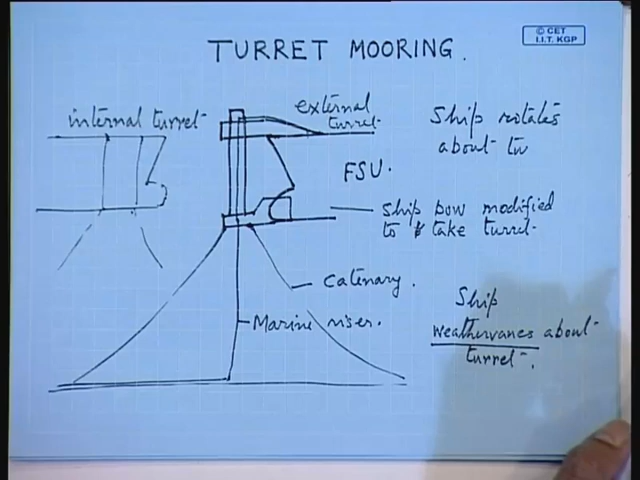 © CET
I.I.T. KGP
TURRET MOORING.
internal turret
external
turret
Ship rotates
about tu
FSU.
ship bow modified
to take turret
catenary.
Marine riser.
Ship
weathervanes about
turret.